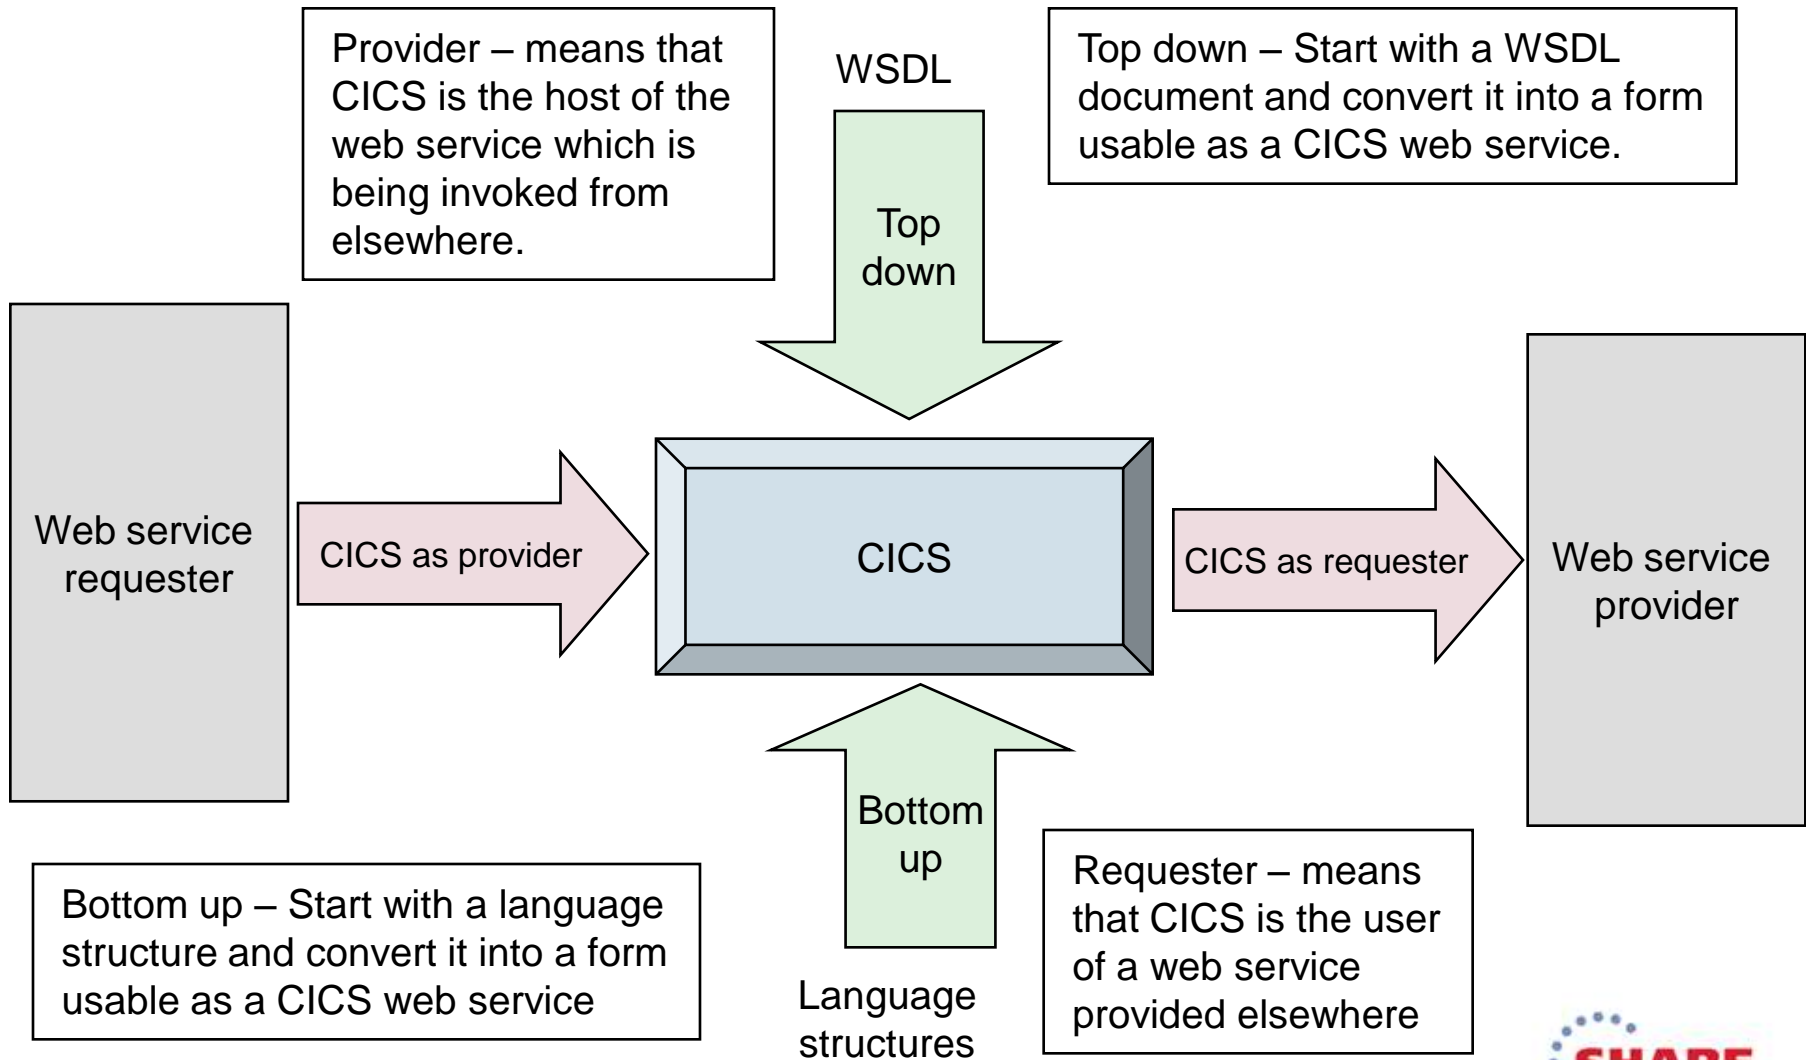 Provider – means that
CICS is the host of the
web service which is
being invoked from
elsewhere.
WSDL
Top down – Start with a WSDL
document and convert it into a form
usable as a CICS web service.
Top
down
Web service
requester
CICS as provider
CICS
CICS as requester
Web service
provider
Bottom
up
Bottom up – Start with a language
structure and convert it into a form
usable as a CICS web service
Language
structures
Requester – means
that CICS is the user
of a web service
provided elsewhere
SHARE